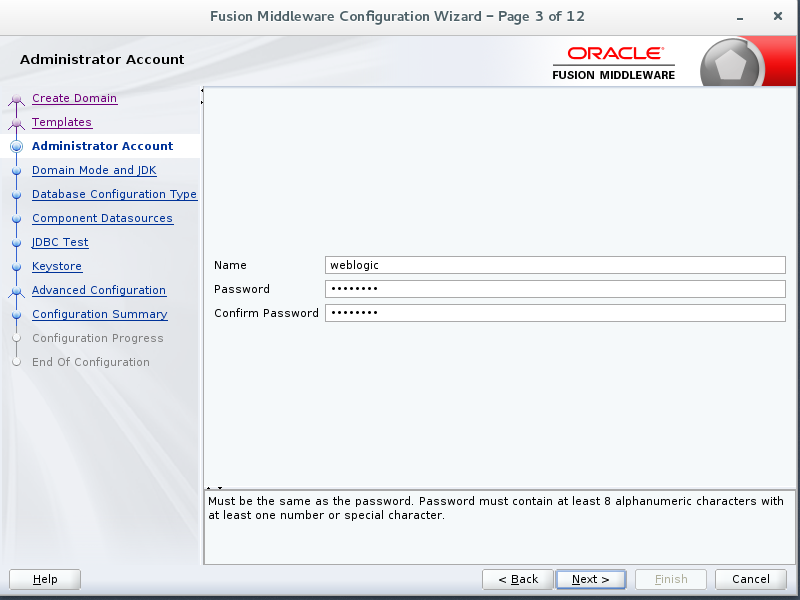 Fusion Middleware Configuration Wizard – Page 3 of 12
Administrator Account
ORACLE
FUSION MIDDLEWARE
Create Domain
Templates
Administrator Account
Domain Mode and JDK
Database Configuration Type
Component Datasources
JDBC Test
Keystore
Advanced Configuration
Configuration Summary
Configuration Progress
End Of Configuration
Name weblogic
Password ••••••••
Confirm Password ••••••••
Must be the same as the password. Password must contain at least 8 alphanumeric characters with
at least one number or special character.
Help < Back Next > Finish Cancel